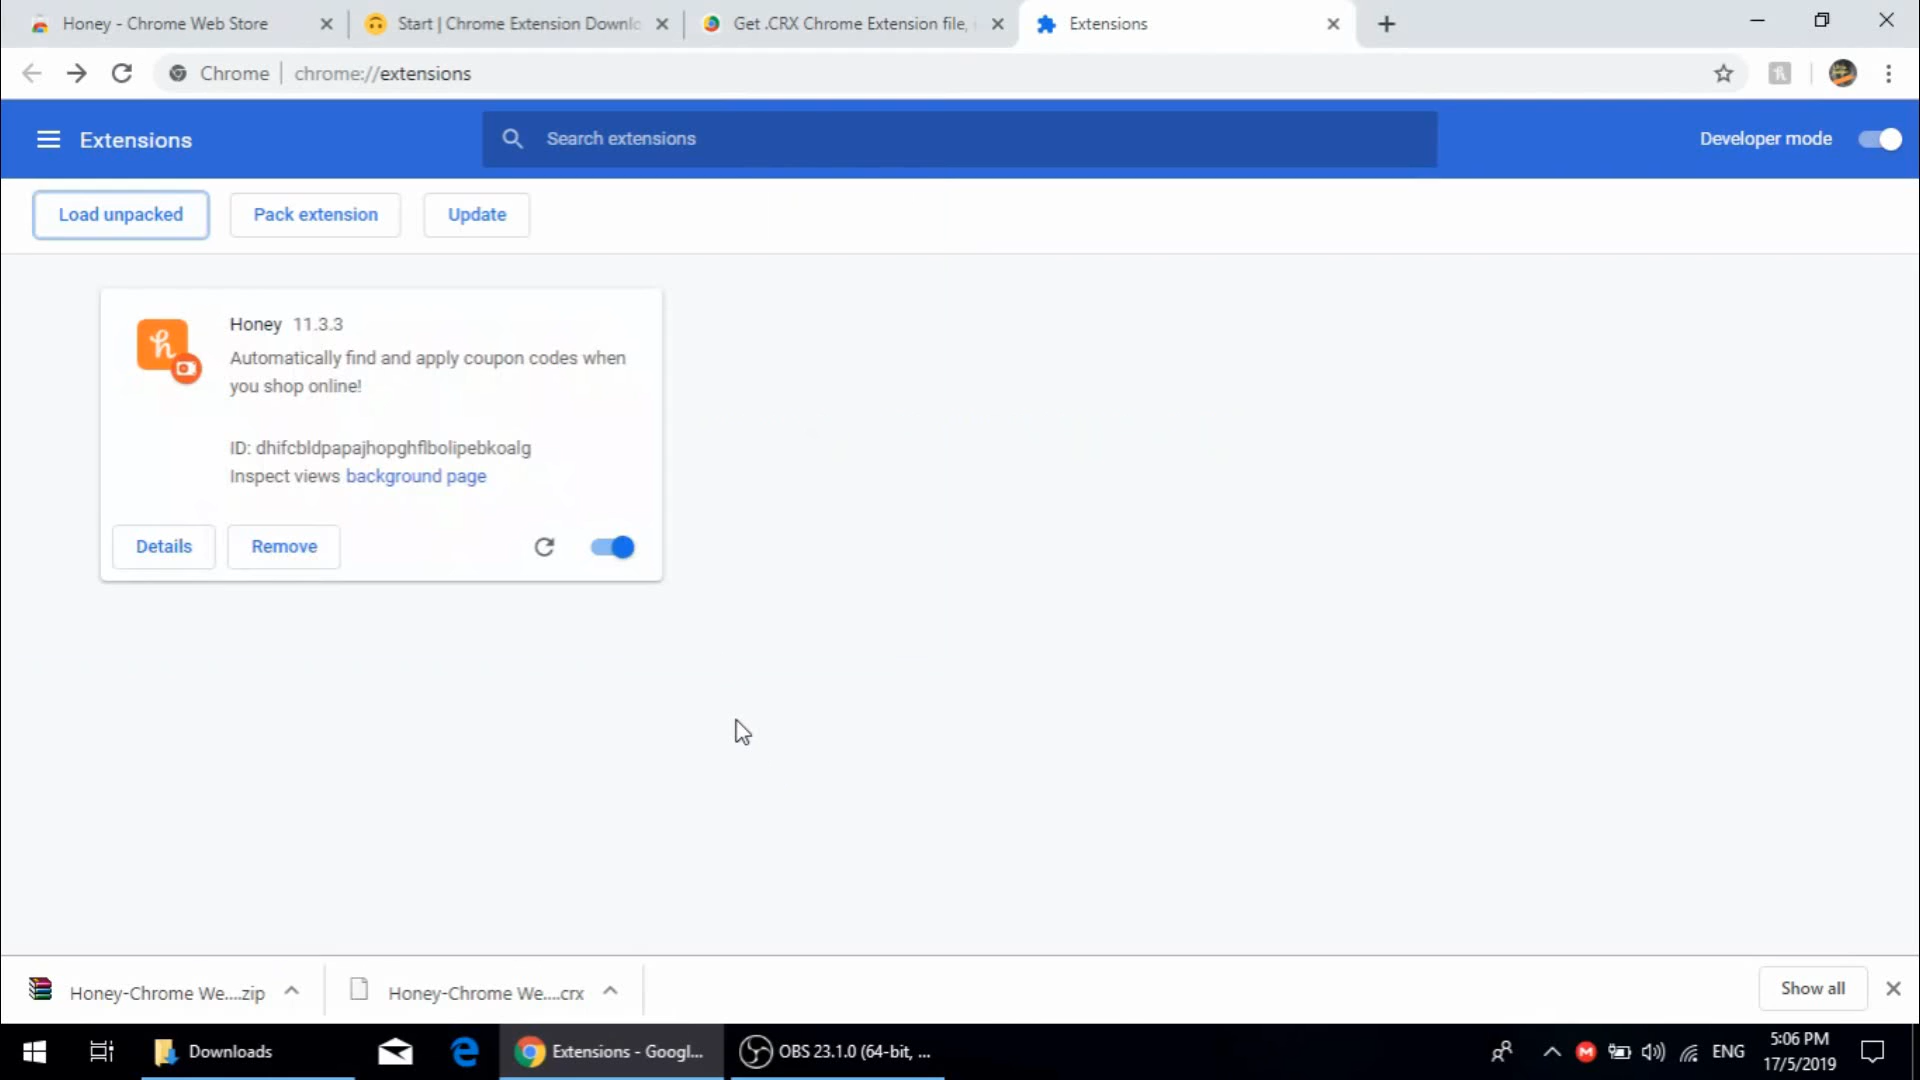 Honey - Chrome Web Store
Start | Chrome Extension Downlo
Get .CRX Chrome Extension file,
Extensions
Chrome | chrome://extensions
Extensions
Search extensions
Developer mode
Load unpacked
Pack extension
Update
Honey 11.3.3
Automatically find and apply coupon codes when
you shop online!
ID: dhifcbldpapajhopghflbolipebkoalg
Inspect views background page
Details
Remove
Honey-Chrome We....zip
Honey-Chrome We....crx
Show all
Downloads
Extensions - Googl...
OBS 23.1.0 (64-bit, ...
ENG
5:06 PM
17/5/2019